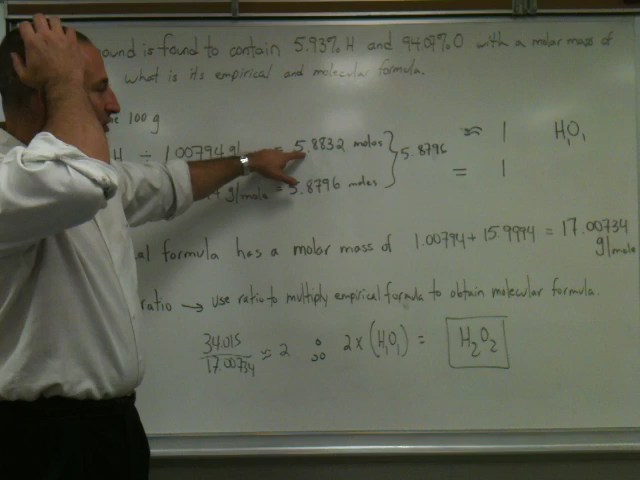 ound is found to contain 5.93% H and 94.07% O with a molar mass of
what is its empirical and molecular formula.
100 g
H ÷ 1.00794 g/ = 5.8832 moles } 5.8796 ≈ 1 H₁O₁
g/mole = 5.8796 moles = 1
al formula has a molar mass of 1.00794 + 15.9994 = 17.00734 g/mole
ratio → use ratio to multiply empirical formula to obtain molecular formula.
34.015/17.00734 ≈ 2 ∴ 2 x (H₁O₁) = H₂O₂